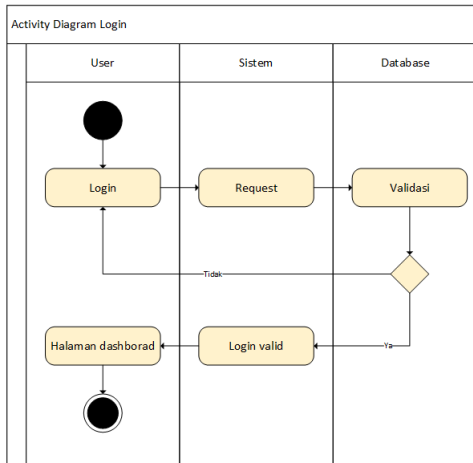 Activity Diagram Login
User
Sistem
Database
Login
Request
Validasi
Tidak
Halaman dashborad
Login valid
Ya